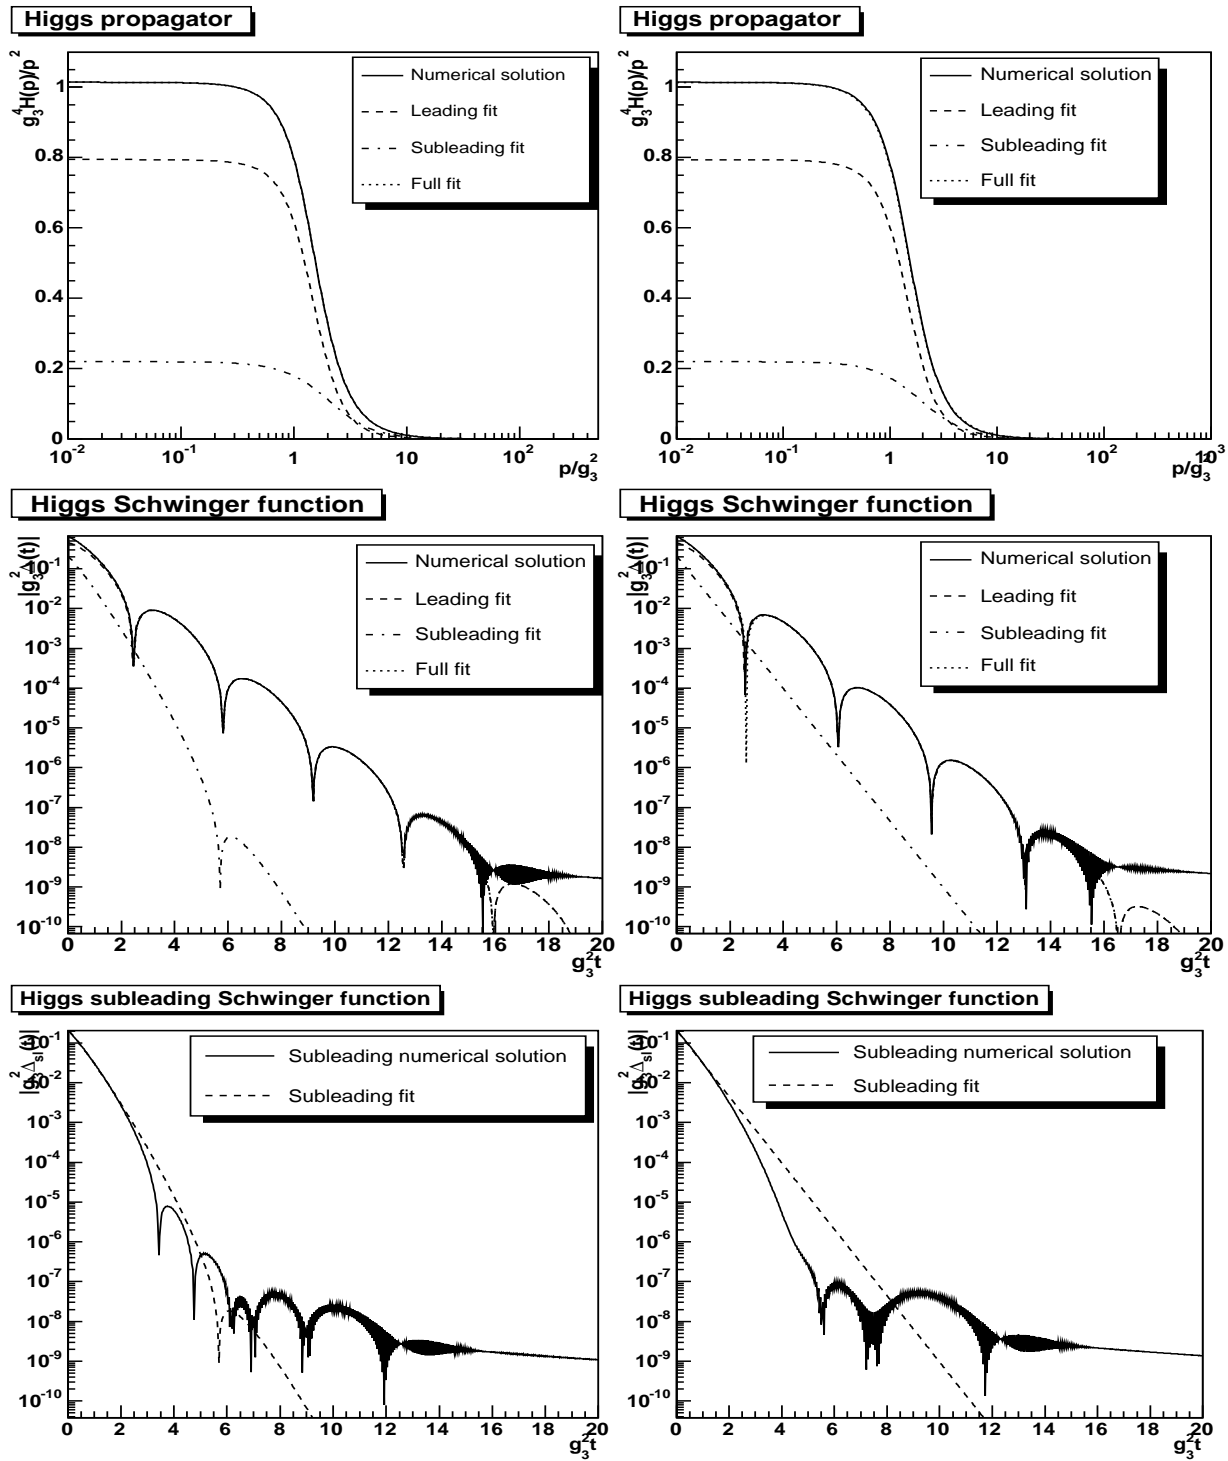 Higgs propagator
g₃⁴H(p)/p²
Numerical solution
Leading fit
Subleading fit
Full fit
1
0.8
0.6
0.4
0.2
0
10⁻² 10⁻¹ 1 10 10²
p/g₃²
Higgs propagator
g₃⁴H(p)/p²
Numerical solution
Leading fit
Subleading fit
Full fit
1
0.8
0.6
0.4
0.2
0
10⁻² 10⁻¹ 1 10 10² 10³
p/g₃²
Higgs Schwinger function
|g₃²Δ(t)|
Numerical solution
Leading fit
Subleading fit
Full fit
10⁻¹
10⁻²
10⁻³
10⁻⁴
10⁻⁵
10⁻⁶
10⁻⁷
10⁻⁸
10⁻⁹
10⁻¹⁰
0 2 4 6 8 10 12 14 16 18 20
g₃²t
Higgs Schwinger function
|g₃²Δ(t)|
Numerical solution
Leading fit
Subleading fit
Full fit
10⁻¹
10⁻²
10⁻³
10⁻⁴
10⁻⁵
10⁻⁶
10⁻⁷
10⁻⁸
10⁻⁹
10⁻¹⁰
0 2 4 6 8 10 12 14 16 18 20
g₃²t
Higgs subleading Schwinger function
|g₃²Δsl(t)|
Subleading numerical solution
Subleading fit
10⁻¹
10⁻²
10⁻³
10⁻⁴
10⁻⁵
10⁻⁶
10⁻⁷
10⁻⁸
10⁻⁹
10⁻¹⁰
0 2 4 6 8 10 12 14 16 18 20
g₃²t
Higgs subleading Schwinger function
|g₃²Δsl(t)|
Subleading numerical solution
Subleading fit
10⁻¹
10⁻²
10⁻³
10⁻⁴
10⁻⁵
10⁻⁶
10⁻⁷
10⁻⁸
10⁻⁹
10⁻¹⁰
0 2 4 6 8 10 12 14 16 18 20
g₃²t